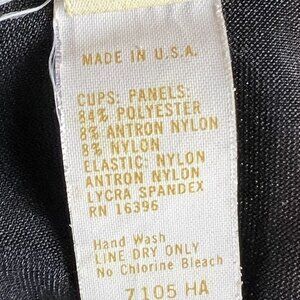 MADE IN U.S.A.
CUPS: PANELS:
84% POLYESTER
8% ANTRON NYLON
8% NYLON
ELASTIC: NYLON
ANTRON NYLON
LYCRA SPANDEX
RN 16396
Hand Wash
LINE DRY ONLY
No Chlorine Bleach
7105 HA